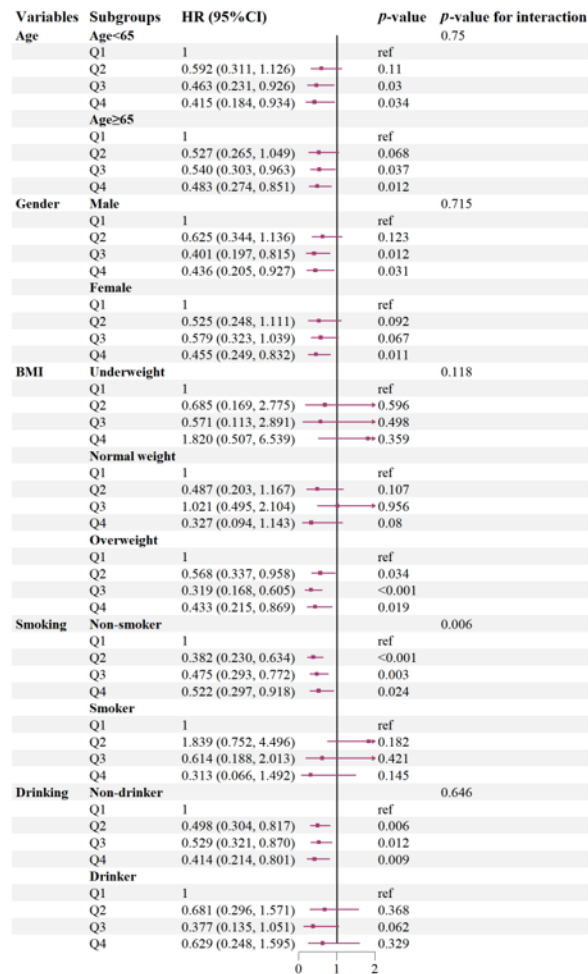 Variables Subgroups HR (95%CI) p-value p-value for interaction
Age Age<65 0.75
Q1 1 ref
Q2 0.592 (0.311, 1.126) 0.11
Q3 0.463 (0.231, 0.926) 0.03
Q4 0.415 (0.184, 0.934) 0.034
Age≥65
Q1 1 ref
Q2 0.527 (0.265, 1.049) 0.068
Q3 0.540 (0.303, 0.963) 0.037
Q4 0.483 (0.274, 0.851) 0.012
Gender Male 0.715
Q1 1 ref
Q2 0.625 (0.344, 1.136) 0.123
Q3 0.401 (0.197, 0.815) 0.012
Q4 0.436 (0.205, 0.927) 0.031
Female
Q1 1 ref
Q2 0.525 (0.248, 1.111) 0.092
Q3 0.579 (0.323, 1.039) 0.067
Q4 0.455 (0.249, 0.832) 0.011
BMI Underweight 0.118
Q1 1 ref
Q2 0.685 (0.169, 2.775) 0.596
Q3 0.571 (0.113, 2.891) 0.498
Q4 1.820 (0.507, 6.539) 0.359
Normal weight
Q1 1 ref
Q2 0.487 (0.203, 1.167) 0.107
Q3 1.021 (0.495, 2.104) 0.956
Q4 0.327 (0.094, 1.143) 0.08
Overweight
Q1 1 ref
Q2 0.568 (0.337, 0.958) 0.034
Q3 0.319 (0.168, 0.605) <0.001
Q4 0.433 (0.215, 0.869) 0.019
Smoking Non-smoker 0.006
Q1 1 ref
Q2 0.382 (0.230, 0.634) <0.001
Q3 0.475 (0.293, 0.772) 0.003
Q4 0.522 (0.297, 0.918) 0.024
Smoker
Q1 1 ref
Q2 1.839 (0.752, 4.496) 0.182
Q3 0.614 (0.188, 2.013) 0.421
Q4 0.313 (0.066, 1.492) 0.145
Drinking Non-drinker 0.646
Q1 1 ref
Q2 0.498 (0.304, 0.817) 0.006
Q3 0.529 (0.321, 0.870) 0.012
Q4 0.414 (0.214, 0.801) 0.009
Drinker
Q1 1 ref
Q2 0.681 (0.296, 1.571) 0.368
Q3 0.377 (0.135, 1.051) 0.062
Q4 0.629 (0.248, 1.595) 0.329
0 1 2